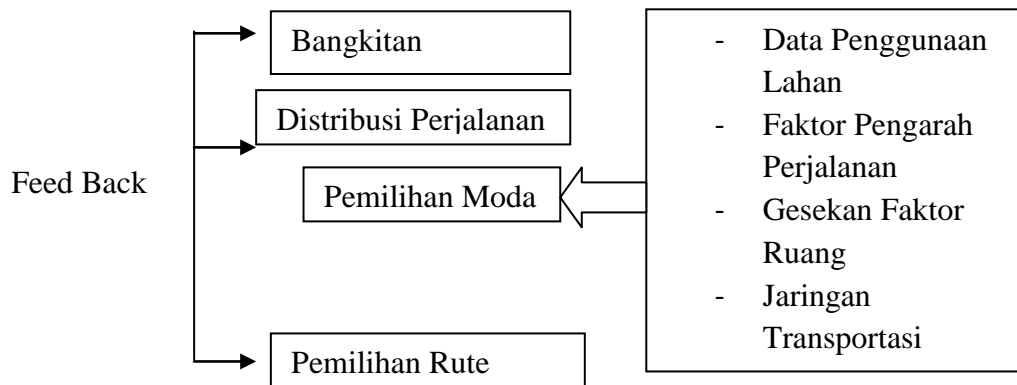 Bangkitan
Distribusi Perjalanan
Feed Back
Pemilihan Moda
Pemilihan Rute
- Data Penggunaan
Lahan
- Faktor Pengarah
Perjalanan
- Gesekan Faktor
Ruang
- Jaringan
Transportasi